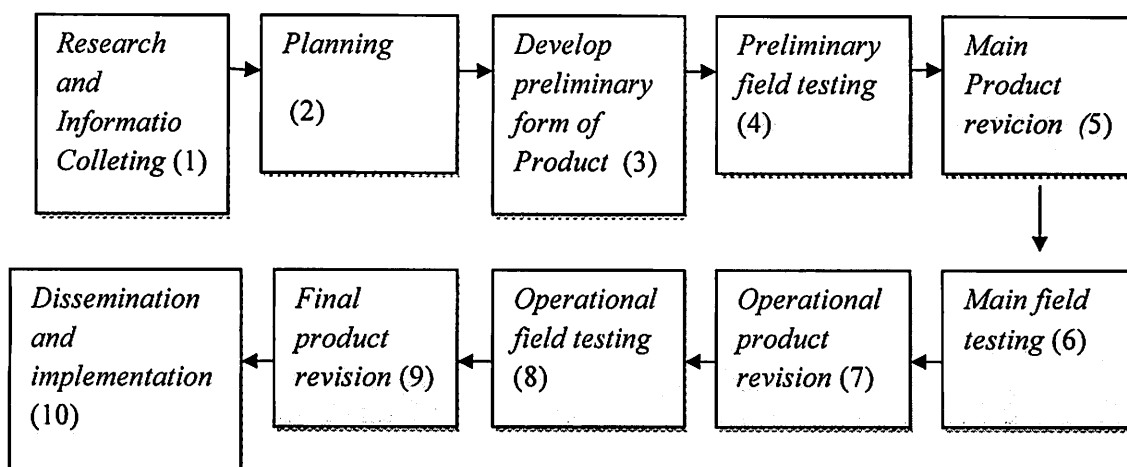 Research
and
Informatio
Colleting (1)
Planning
(2)
Develop
preliminary
form of
Product (3)
Preliminary
field testing
(4)
Main
Product
revicion (5)
Main field
testing (6)
Operational
product
revision (7)
Operational
field testing
(8)
Final
product
revision (9)
Dissemination
and
implementation
(10)